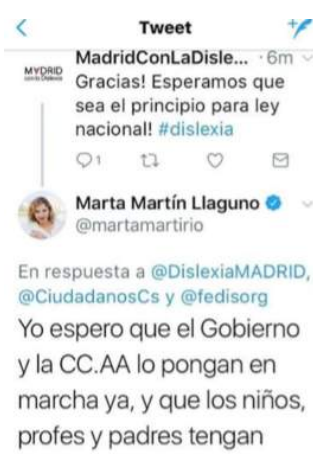 Tweet
MadridConLaDisle... · 6m
MYDRID
Gracias! Esperamos que
sea el principio para ley
nacional! #dislexia
1
Marta Martín Llaguno
@martamartirio
En respuesta a @DislexiaMADRID,
@CiudadanosCs y @fedisorg
Yo espero que el Gobierno
y la CC.AA lo pongan en
marcha ya, y que los niños,
profes y padres tengan